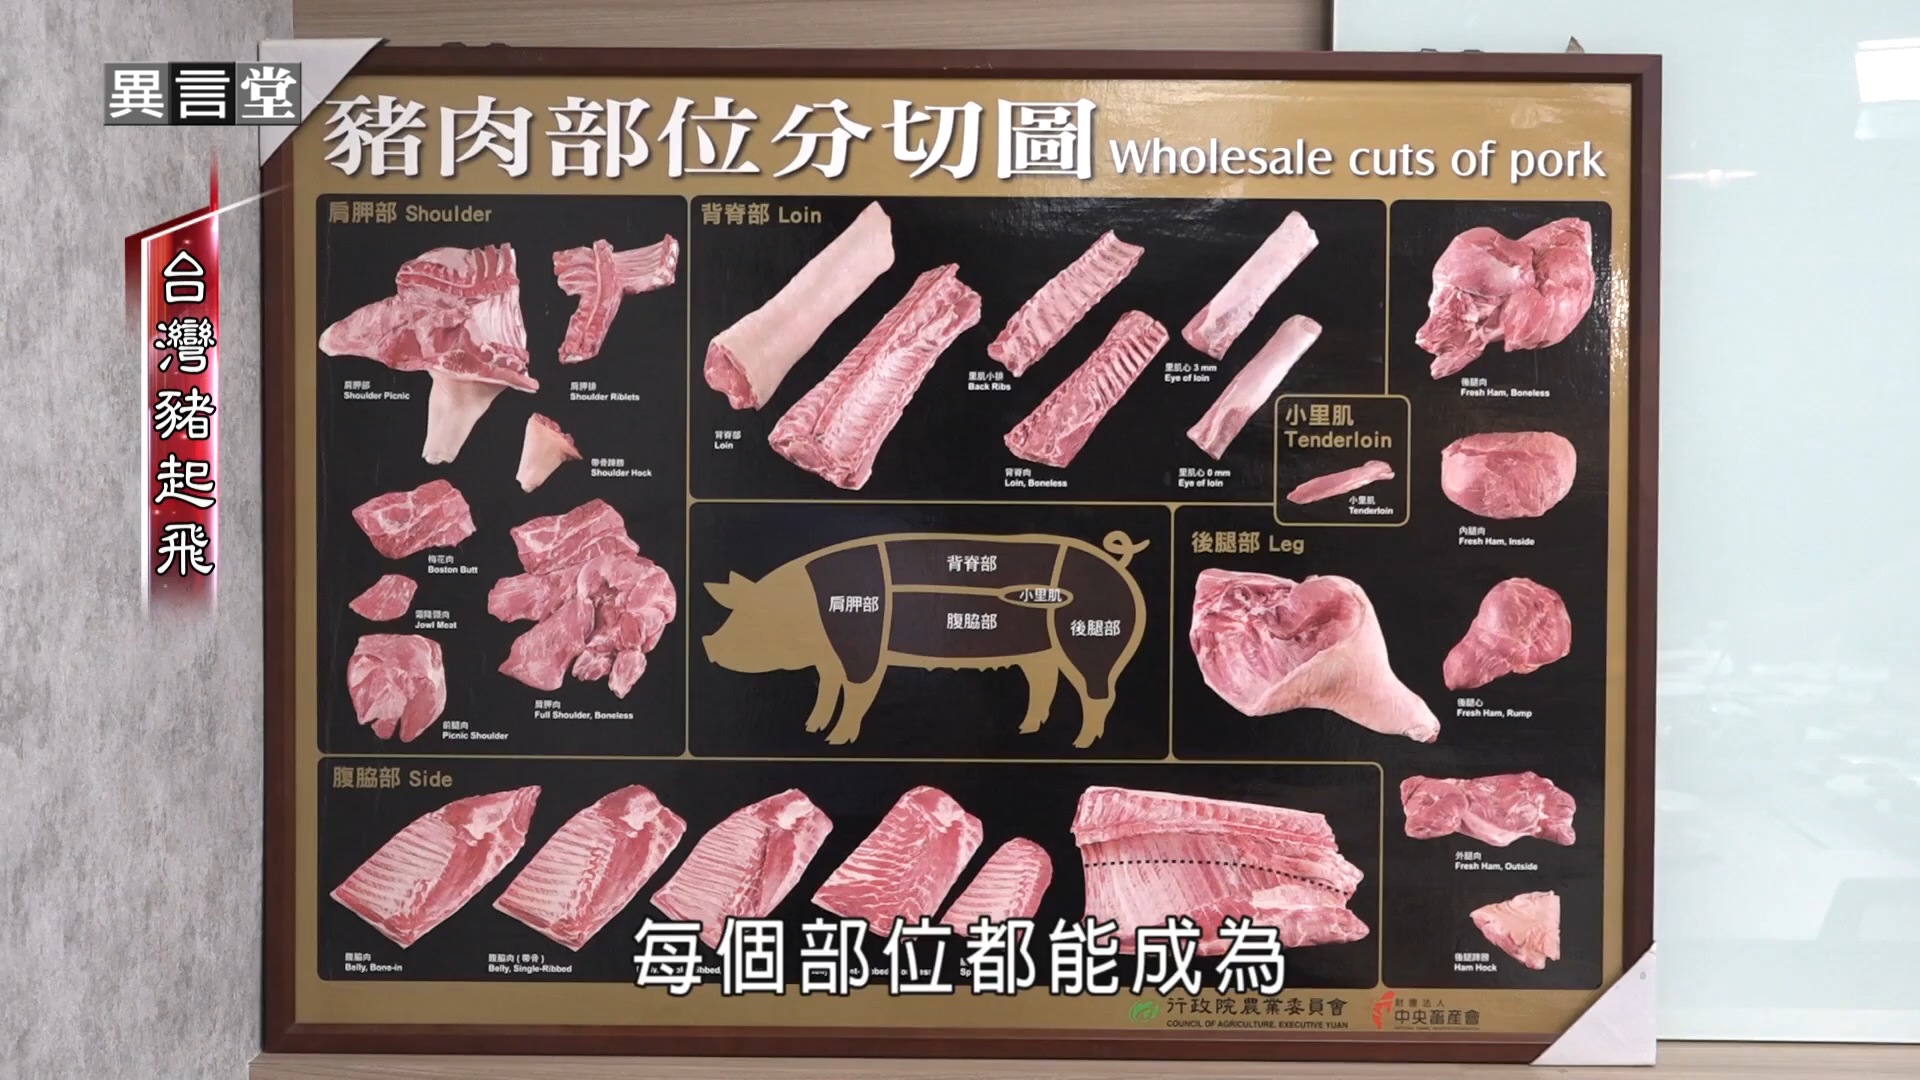 異言堂
台灣豬起飛
豬肉部位分切圖 Wholesale cuts of pork
肩胛部 Shoulder
肩胛部
Shoulder Picnic
肩胛排
Shoulder Riblets
帶骨蹄膀
Shoulder Hock
梅花肉
Boston Butt
霜降頸肉
Jowl Meat
前腿肉
Picnic Shoulder
肩胛肉
Full Shoulder, Boneless
背脊部 Loin
背脊部
Loin
里肌小排
Back Ribs
背脊肉
Loin, Boneless
里肌心 3 mm
Eye of loin
里肌心 0 mm
Eye of loin
小里肌
Tenderloin
小里肌
Tenderloin
背脊部
肩胛部
小里肌
腹脇部
後腿部
後腿部 Leg
後腿肉
Fresh Ham, Boneless
內腿肉
Fresh Ham, Inside
後腿心
Fresh Ham, Rump
外腿肉
Fresh Ham, Outside
後腿蹄膀
Ham Hock
腹脇部 Side
腹脇肉
Belly, Bone-in
腹脇肉 (帶骨)
Belly, Single-Ribbed
每個部位都能成為
行政院農業委員會
COUNCIL OF AGRICULTURE, EXECUTIVE YUAN
財團法人
中央畜產會